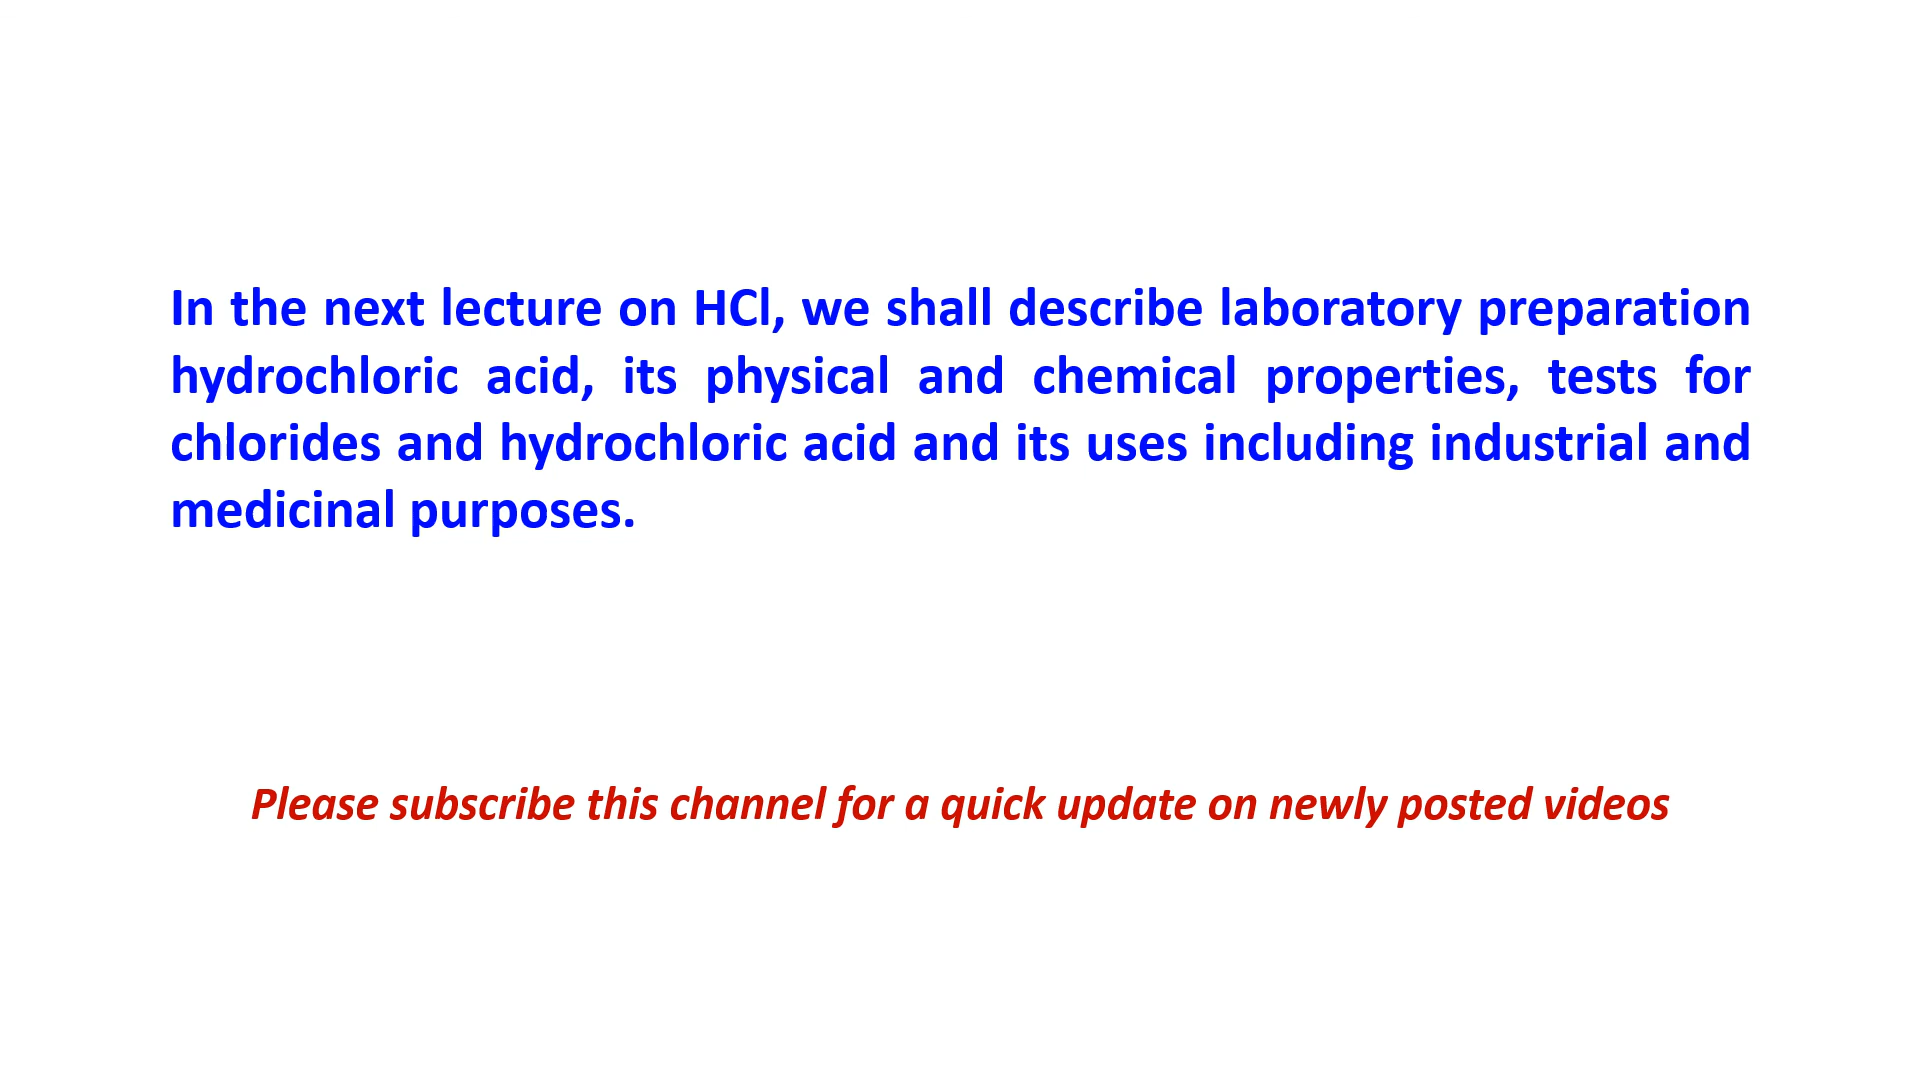 In the next lecture on HCl, we shall describe laboratory preparation
hydrochloric acid, its physical and chemical properties, tests for
chlorides and hydrochloric acid and its uses including industrial and
medicinal purposes.
Please subscribe this channel for a quick update on newly posted videos